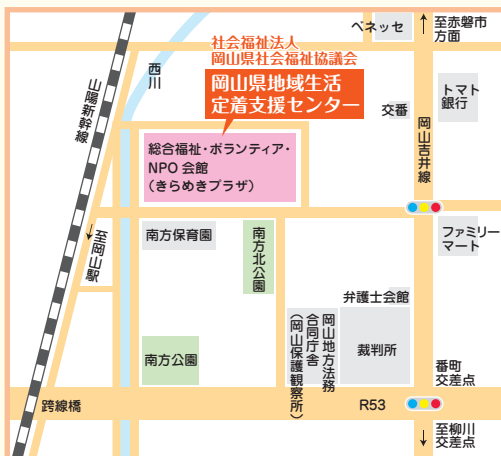 ベネッセ
至赤磐市
方面
社会福祉法人
岡山県社会福祉協議会
岡山県地域生活
定着支援センター
西川
山陽新幹線
交番
トマト
銀行
岡山吉井線
総合福祉・ボランティア・
NPO 会館
（きらめきプラザ）
至岡山駅
南方保育園
南方北公園
ファミリー
マート
弁護士会館
岡山地方法務
合同庁舎
（岡山保護観察所）
裁判所
南方公園
番町
交差点
跨線橋
R53
至柳川
交差点